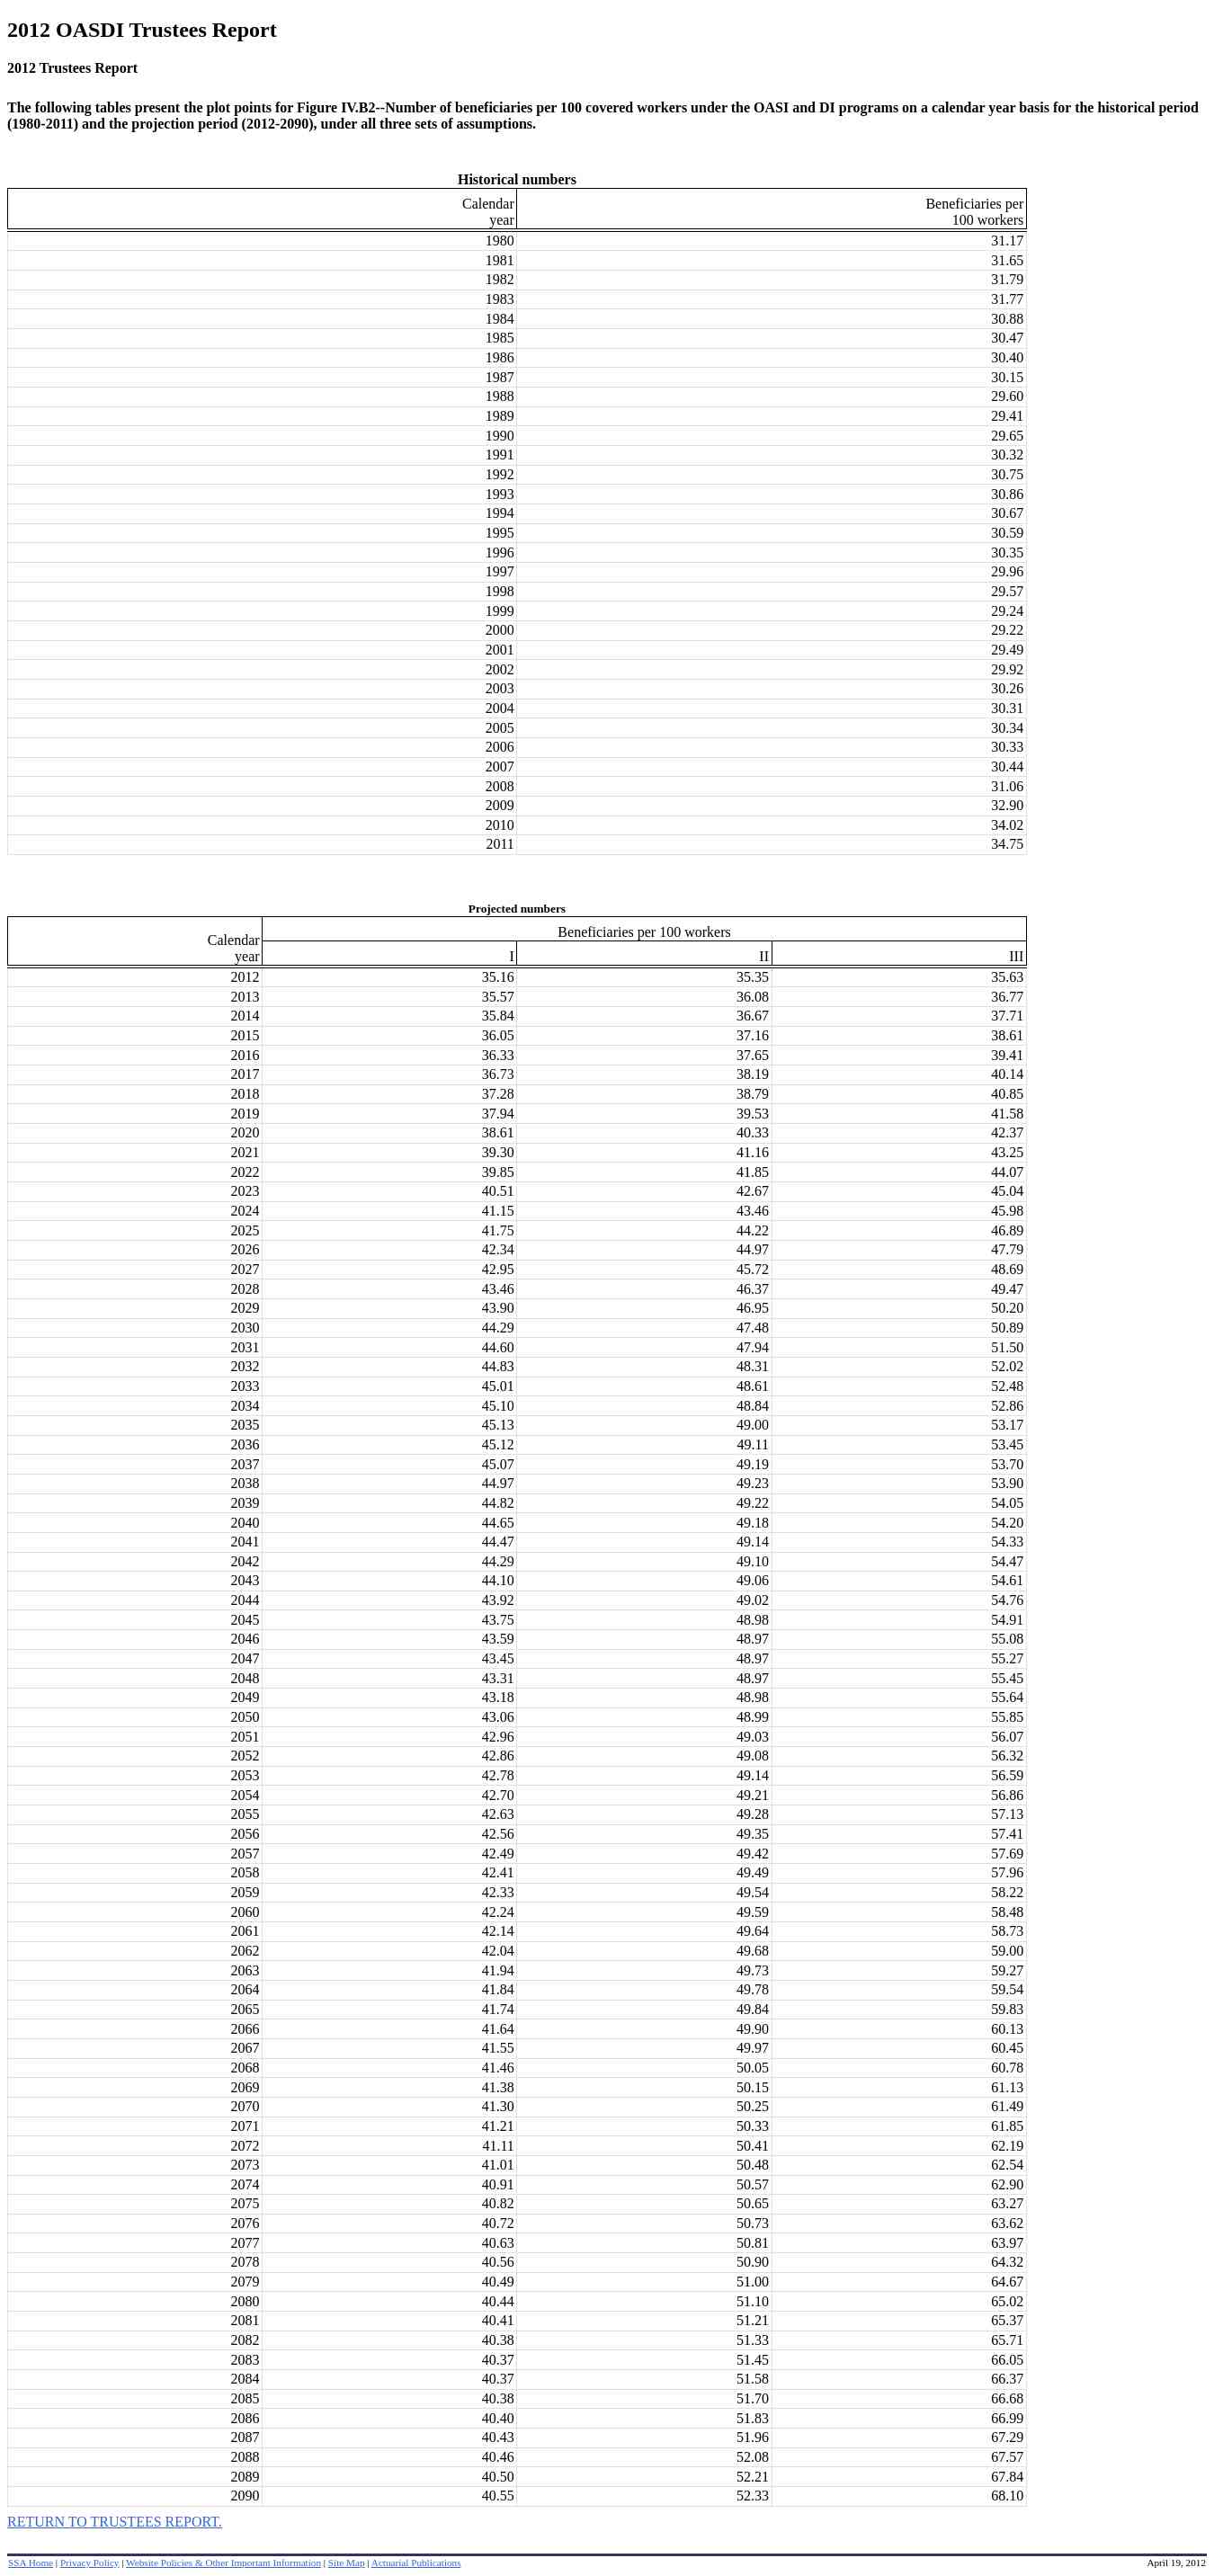 2012 OASDI Trustees Report
2012 Trustees Report
The following tables present the plot points for Figure IV.B2--Number of beneficiaries per 100 covered workers under the OASI and DI programs on a calendar year basis for the historical period
(1980-2011) and the projection period (2012-2090), under all three sets of assumptions.
Historical numbers
Calendar Beneficiaries per
year 100 workers
1980 31.17
1981 31.65
1982 31.79
1983 31.77
1984 30.88
1985 30.47
1986 30.40
1987 30.15
1988 29.60
1989 29.41
1990 29.65
1991 30.32
1992 30.75
1993 30.86
1994 30.67
1995 30.59
1996 30.35
1997 29.96
1998 29.57
1999 29.24
2000 29.22
2001 29.49
2002 29.92
2003 30.26
2004 30.31
2005 30.34
2006 30.33
2007 30.44
2008 31.06
2009 32.90
2010 34.02
2011 34.75
Projected numbers
Beneficiaries per 100 workers
Calendar
year I II III
2012 35.16 35.35 35.63
2013 35.57 36.08 36.77
2014 35.84 36.67 37.71
2015 36.05 37.16 38.61
2016 36.33 37.65 39.41
2017 36.73 38.19 40.14
2018 37.28 38.79 40.85
2019 37.94 39.53 41.58
2020 38.61 40.33 42.37
2021 39.30 41.16 43.25
2022 39.85 41.85 44.07
2023 40.51 42.67 45.04
2024 41.15 43.46 45.98
2025 41.75 44.22 46.89
2026 42.34 44.97 47.79
2027 42.95 45.72 48.69
2028 43.46 46.37 49.47
2029 43.90 46.95 50.20
2030 44.29 47.48 50.89
2031 44.60 47.94 51.50
2032 44.83 48.31 52.02
2033 45.01 48.61 52.48
2034 45.10 48.84 52.86
2035 45.13 49.00 53.17
2036 45.12 49.11 53.45
2037 45.07 49.19 53.70
2038 44.97 49.23 53.90
2039 44.82 49.22 54.05
2040 44.65 49.18 54.20
2041 44.47 49.14 54.33
2042 44.29 49.10 54.47
2043 44.10 49.06 54.61
2044 43.92 49.02 54.76
2045 43.75 48.98 54.91
2046 43.59 48.97 55.08
2047 43.45 48.97 55.27
2048 43.31 48.97 55.45
2049 43.18 48.98 55.64
2050 43.06 48.99 55.85
2051 42.96 49.03 56.07
2052 42.86 49.08 56.32
2053 42.78 49.14 56.59
2054 42.70 49.21 56.86
2055 42.63 49.28 57.13
2056 42.56 49.35 57.41
2057 42.49 49.42 57.69
2058 42.41 49.49 57.96
2059 42.33 49.54 58.22
2060 42.24 49.59 58.48
2061 42.14 49.64 58.73
2062 42.04 49.68 59.00
2063 41.94 49.73 59.27
2064 41.84 49.78 59.54
2065 41.74 49.84 59.83
2066 41.64 49.90 60.13
2067 41.55 49.97 60.45
2068 41.46 50.05 60.78
2069 41.38 50.15 61.13
2070 41.30 50.25 61.49
2071 41.21 50.33 61.85
2072 41.11 50.41 62.19
2073 41.01 50.48 62.54
2074 40.91 50.57 62.90
2075 40.82 50.65 63.27
2076 40.72 50.73 63.62
2077 40.63 50.81 63.97
2078 40.56 50.90 64.32
2079 40.49 51.00 64.67
2080 40.44 51.10 65.02
2081 40.41 51.21 65.37
2082 40.38 51.33 65.71
2083 40.37 51.45 66.05
2084 40.37 51.58 66.37
2085 40.38 51.70 66.68
2086 40.40 51.83 66.99
2087 40.43 51.96 67.29
2088 40.46 52.08 67.57
2089 40.50 52.21 67.84
2090 40.55 52.33 68.10
RETURN TO TRUSTEES REPORT.
SSA Home | Privacy Policy | Website Policies & Other Important Information | Site Map | Actuarial Publications April 19, 2012